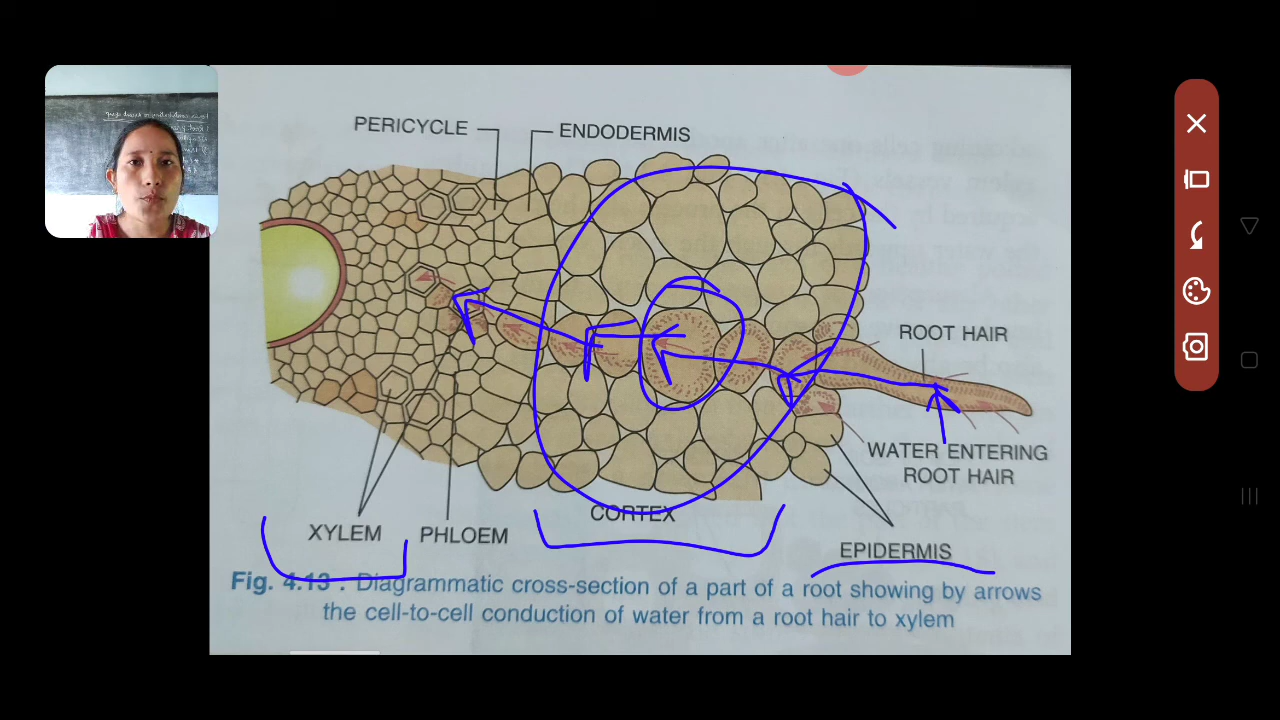 PERICYCLE
ENDODERMIS
ROOT HAIR
WATER ENTERING
ROOT HAIR
XYLEM
PHLOEM
CORTEX
EPIDERMIS
Fig. 4.13 : Diagrammatic cross-section of a part of a root showing by arrows
the cell-to-cell conduction of water from a root hair to xylem